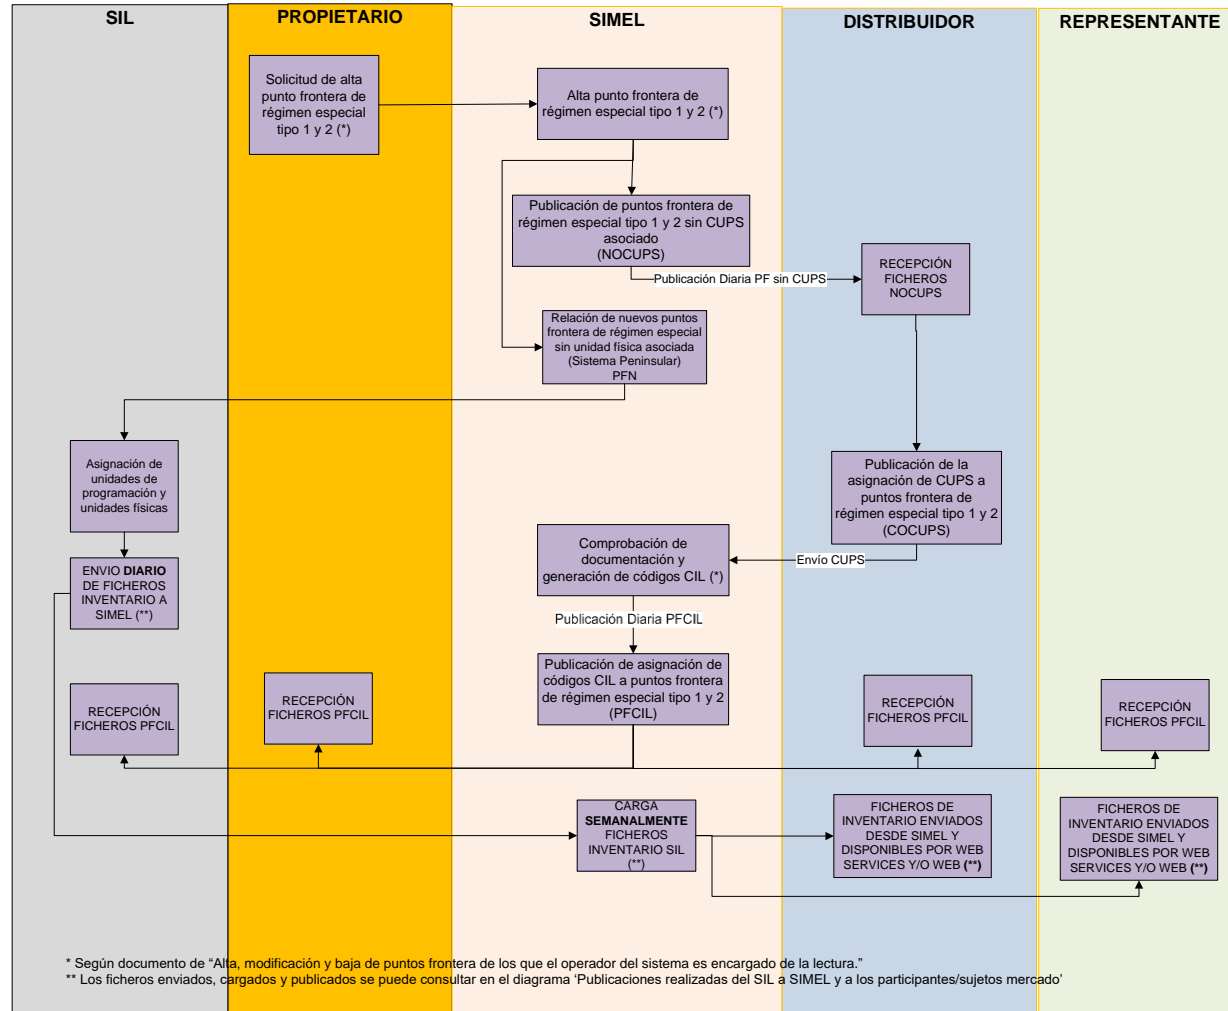 SIL
PROPIETARIO
SIMEL
DISTRIBUIDOR
REPRESENTANTE
Solicitud de alta
punto frontera de
régimen especial
tipo 1 y 2 (*)
Alta punto frontera de
régimen especial tipo 1 y 2 (*)
Publicación de puntos frontera de
régimen especial tipo 1 y 2 sin CUPS
asociado
(NOCUPS)
Publicación Diaria PF sin CUPS
RECEPCIÓN
FICHEROS
NOCUPS
Relación de nuevos puntos
frontera de régimen especial
sin unidad física asociada
(Sistema Peninsular)
PFN
Asignación de
unidades de
programación y
unidades físicas
Publicación de la
asignación de CUPS a
puntos frontera de
régimen especial tipo 1 y 2
(COCUPS)
Envío CUPS
Comprobación de
documentación y
generación de códigos CIL (*)
ENVIO DIARIO
DE FICHEROS
INVENTARIO A
SIMEL (**)
Publicación Diaria PFCIL
Publicación de asignación de
códigos CIL a puntos frontera
de régimen especial tipo 1 y 2
(PFCIL)
RECEPCIÓN
FICHEROS PFCIL
RECEPCIÓN
FICHEROS PFCIL
RECEPCIÓN
FICHEROS PFCIL
RECEPCIÓN
FICHEROS PFCIL
CARGA
SEMANALMENTE
FICHEROS
INVENTARIO SIL
(**)
FICHEROS DE
INVENTARIO ENVIADOS
DESDE SIMEL Y
DISPONIBLES POR WEB
SERVICES Y/O WEB (**)
FICHEROS DE
INVENTARIO ENVIADOS
DESDE SIMEL Y
DISPONIBLES POR WEB
SERVICES Y/O WEB (**)
* Según documento de “Alta, modificación y baja de puntos frontera de los que el operador del sistema es encargado de la lectura.”
** Los ficheros enviados, cargados y publicados se puede consultar en el diagrama ‘Publicaciones realizadas del SIL a SIMEL y a los participantes/sujetos mercado’